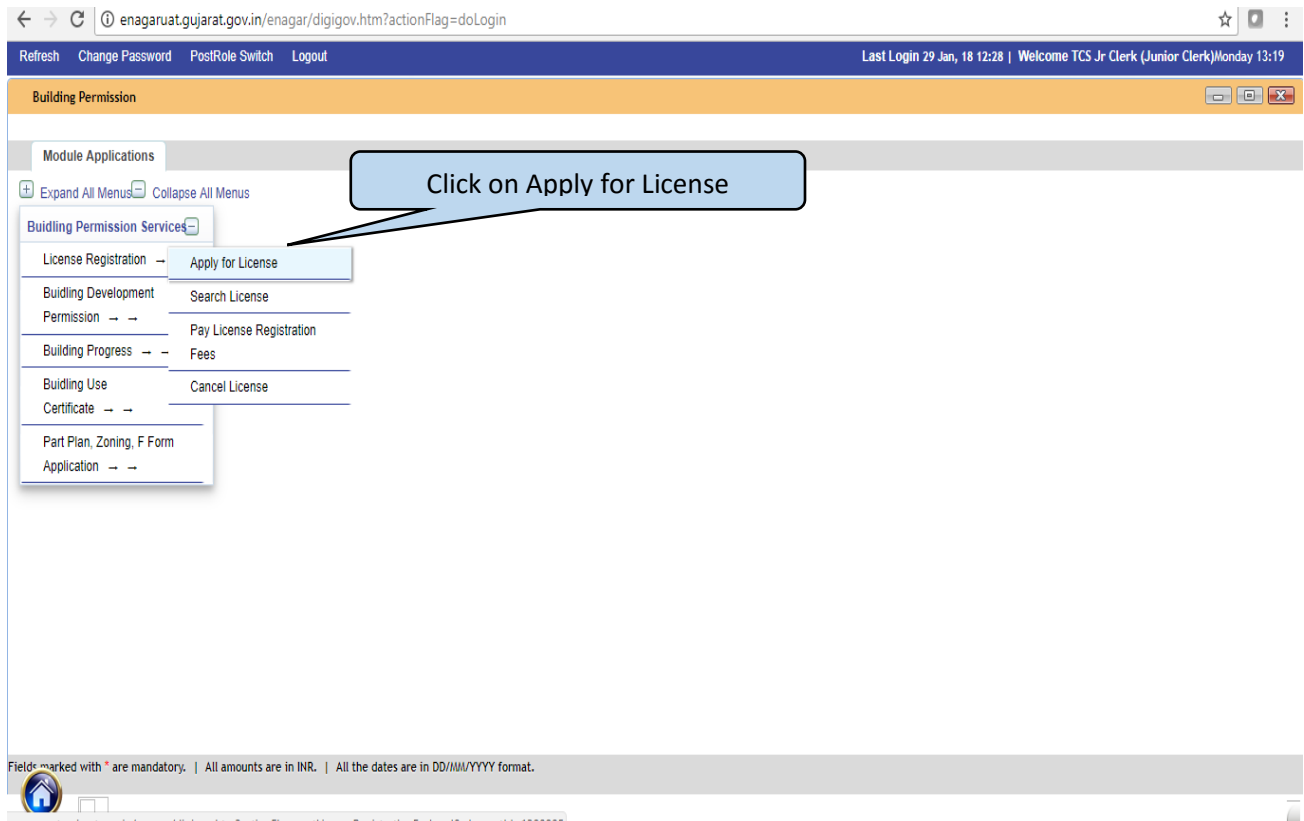 enagaruat.gujarat.gov.in/enagar/digigov.htm?actionFlag=doLogin
Refresh Change Password PostRole Switch Logout Last Login 29 Jan, 18 12:28 | Welcome TCS Jr Clerk (Junior Clerk)Monday 13:19
Building Permission
Module Applications
Click on Apply for License
Expand All Menus Collapse All Menus
Buidling Permission Services
License Registration →
Apply for License
Search License
Pay License Registration
Fees
Cancel License
Buidling Development
Permission → →
Building Progress → →
Buidling Use
Certificate → →
Part Plan, Zoning, F Form
Application → →
Fields marked with * are mandatory. | All amounts are in INR. | All the dates are in DD/MM/YYYY format.